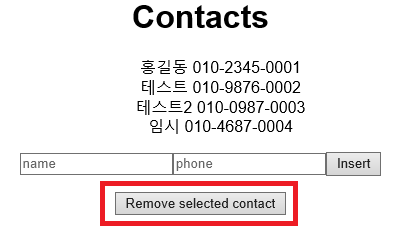 Contacts
홍길동 010-2345-0001
테스트 010-9876-0002
테스트2 010-0987-0003
임시 010-4687-0004
name phone Insert
Remove selected contact